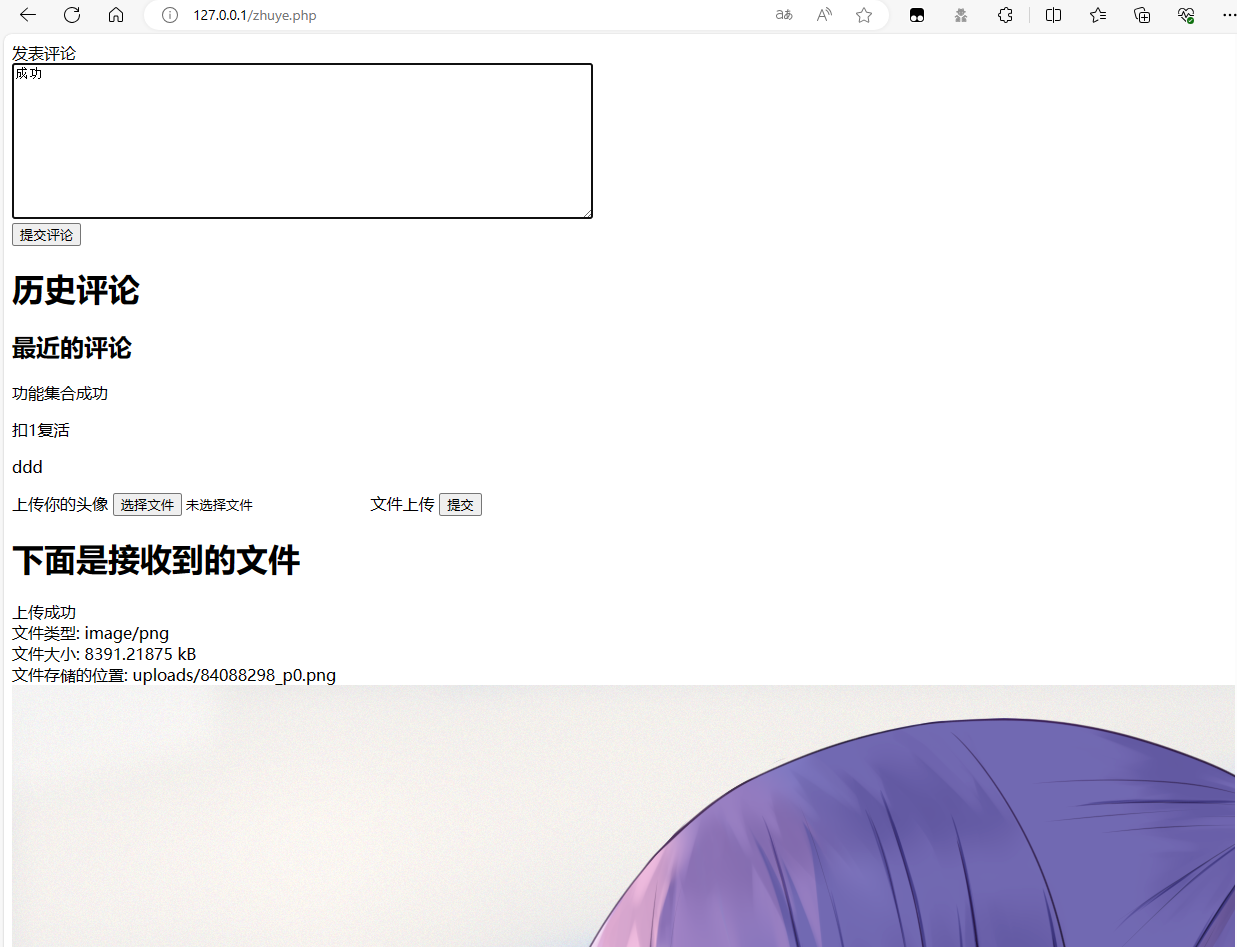 127.0.0.1/zhuye.php
发表评论
成功
提交评论
历史评论
最近的评论
功能集合成功
扣1复活
ddd
上传你的头像 选择文件 未选择文件 文件上传 提交
下面是接收到的文件
上传成功
文件类型: image/png
文件大小: 8391.21875 kB
文件存储的位置: uploads/84088298_p0.png